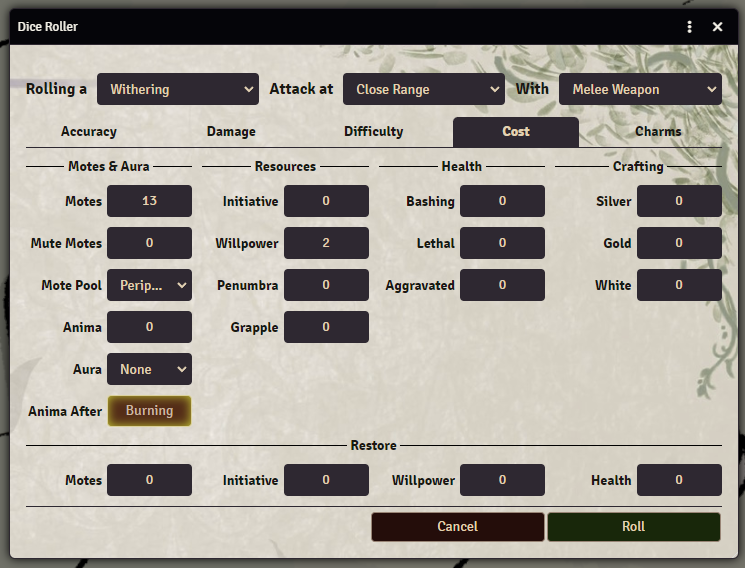 Dice Roller
Rolling a Withering Attack at Close Range With Melee Weapon
Accuracy Damage Difficulty Cost Charms
Motes & Aura Resources Health Crafting
Motes 13 Initiative 0 Bashing 0 Silver 0
Mute Motes 0 Willpower 2 Lethal 0 Gold 0
Mote Pool Perip... Penumbra 0 Aggravated 0 White 0
Anima 0 Grapple 0
Aura None
Anima After Burning
Restore
Motes 0 Initiative 0 Willpower 0 Health 0
Cancel Roll